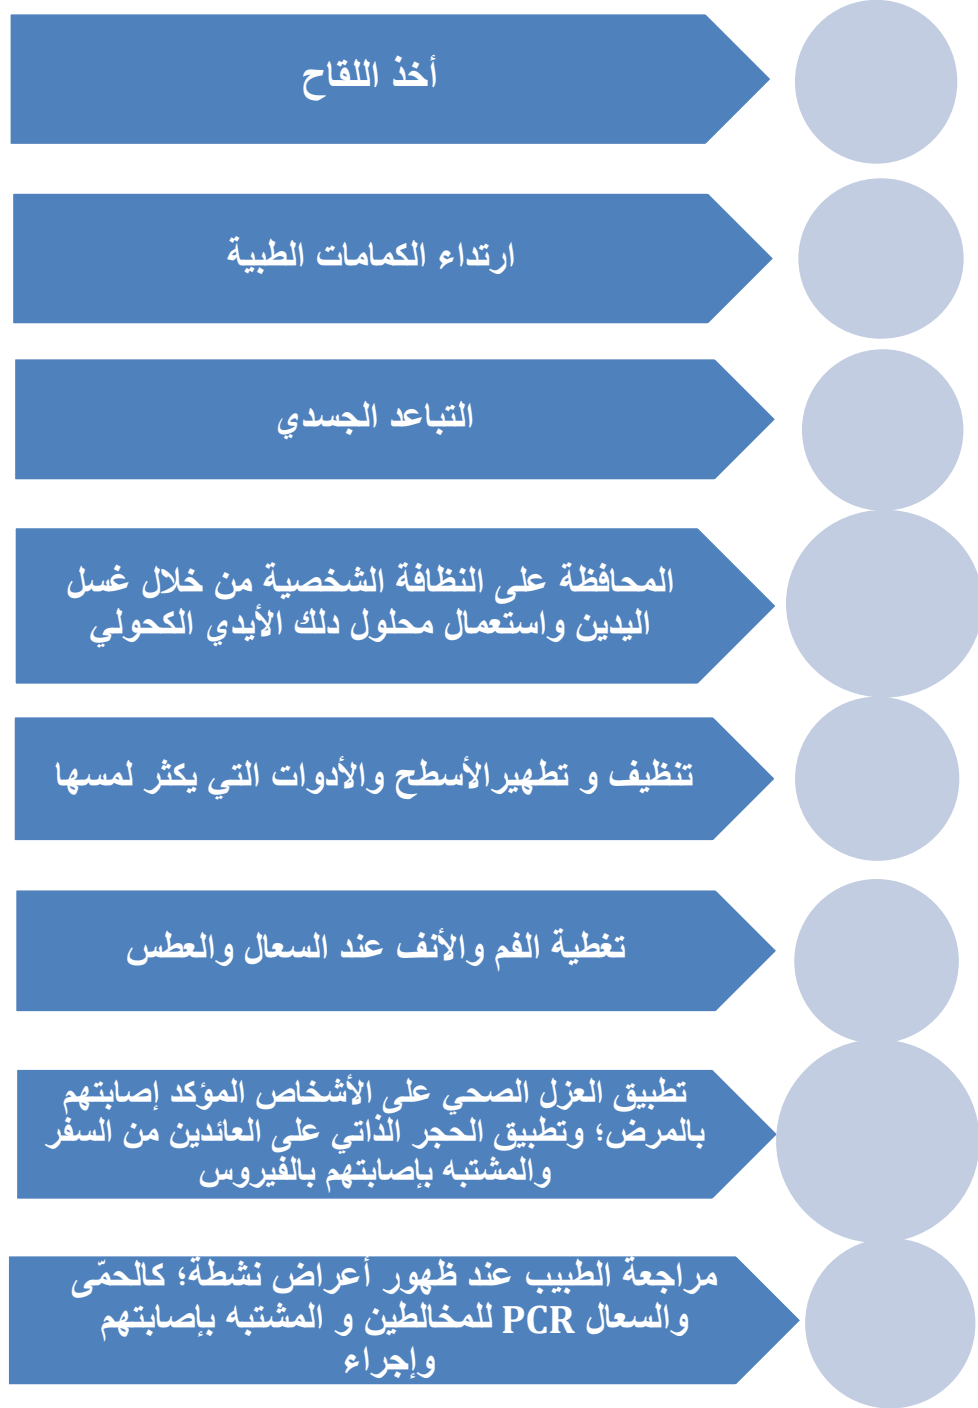 أخذ اللقاح
ارتداء الكمامات الطبية
التباعد الجسدي
المحافظة على النظافة الشخصية من خلال غسل
اليدين واستعمال محلول دلك الأيدي الكحولي
تنظيف و تطهيرالأسطح والأدوات التي يكثر لمسها
تغطية الفم والأنف عند السعال والعطس
تطبيق العزل الصحي على الأشخاص المؤكد إصابتهم
بالمرض؛ وتطبيق الحجر الذاتي على العائدين من السفر
والمشتبه بإصابتهم بالفيروس
مراجعة الطبيب عند ظهور أعراض نشطة؛ كالحمّى
والسعال PCR للمخالطين و المشتبه بإصابتهم
وإجراء